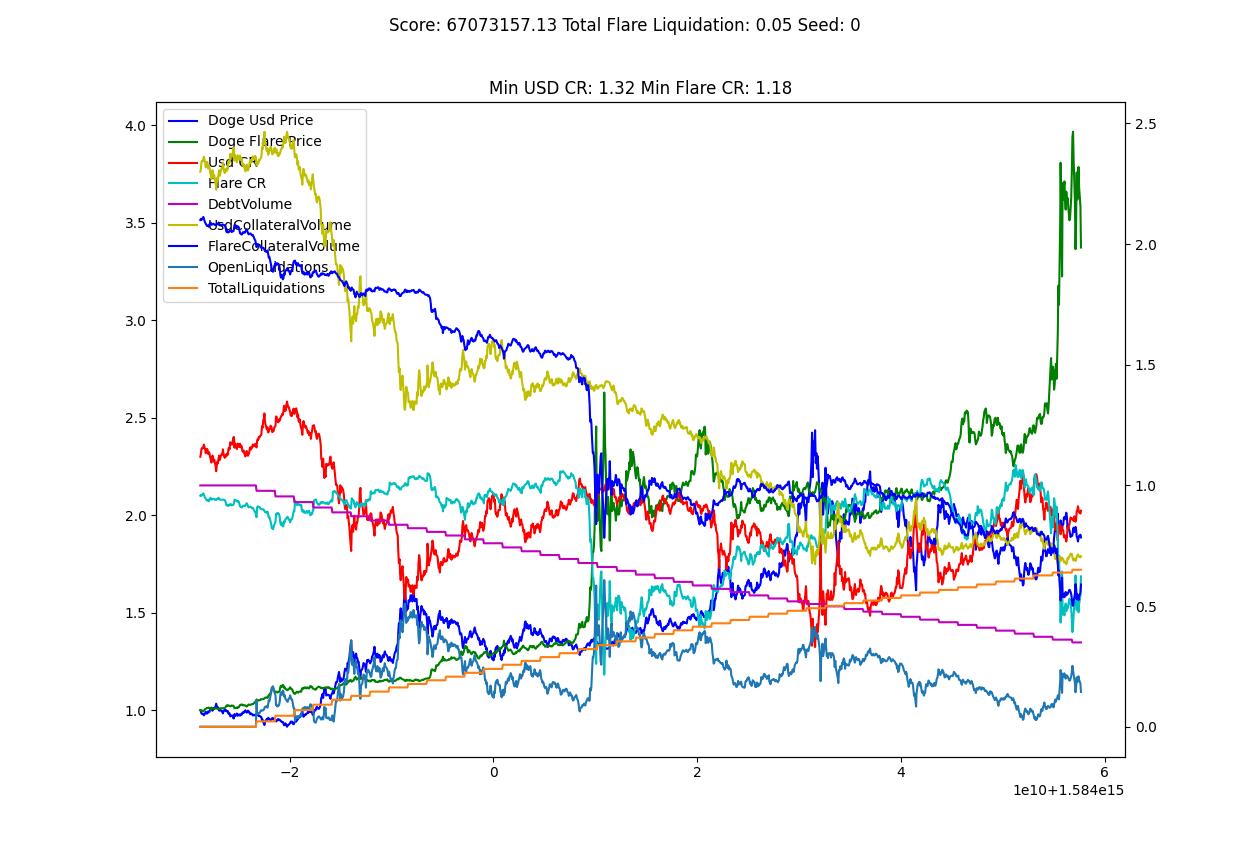 Score: 67073157.13 Total Flare Liquidation: 0.05 Seed: 0
Min USD CR: 1.32 Min Flare CR: 1.18
Doge Usd Price
Doge Flare Price
Usd CR
Flare CR
DebtVolume
UsdCollateralVolume
FlareCollateralVolume
OpenLiquidations
TotalLiquidations
4.0
3.5
3.0
2.5
2.0
1.5
1.0
2.5
2.0
1.5
1.0
0.5
0.0
−2
0
2
4
6
1e10+1.584e15